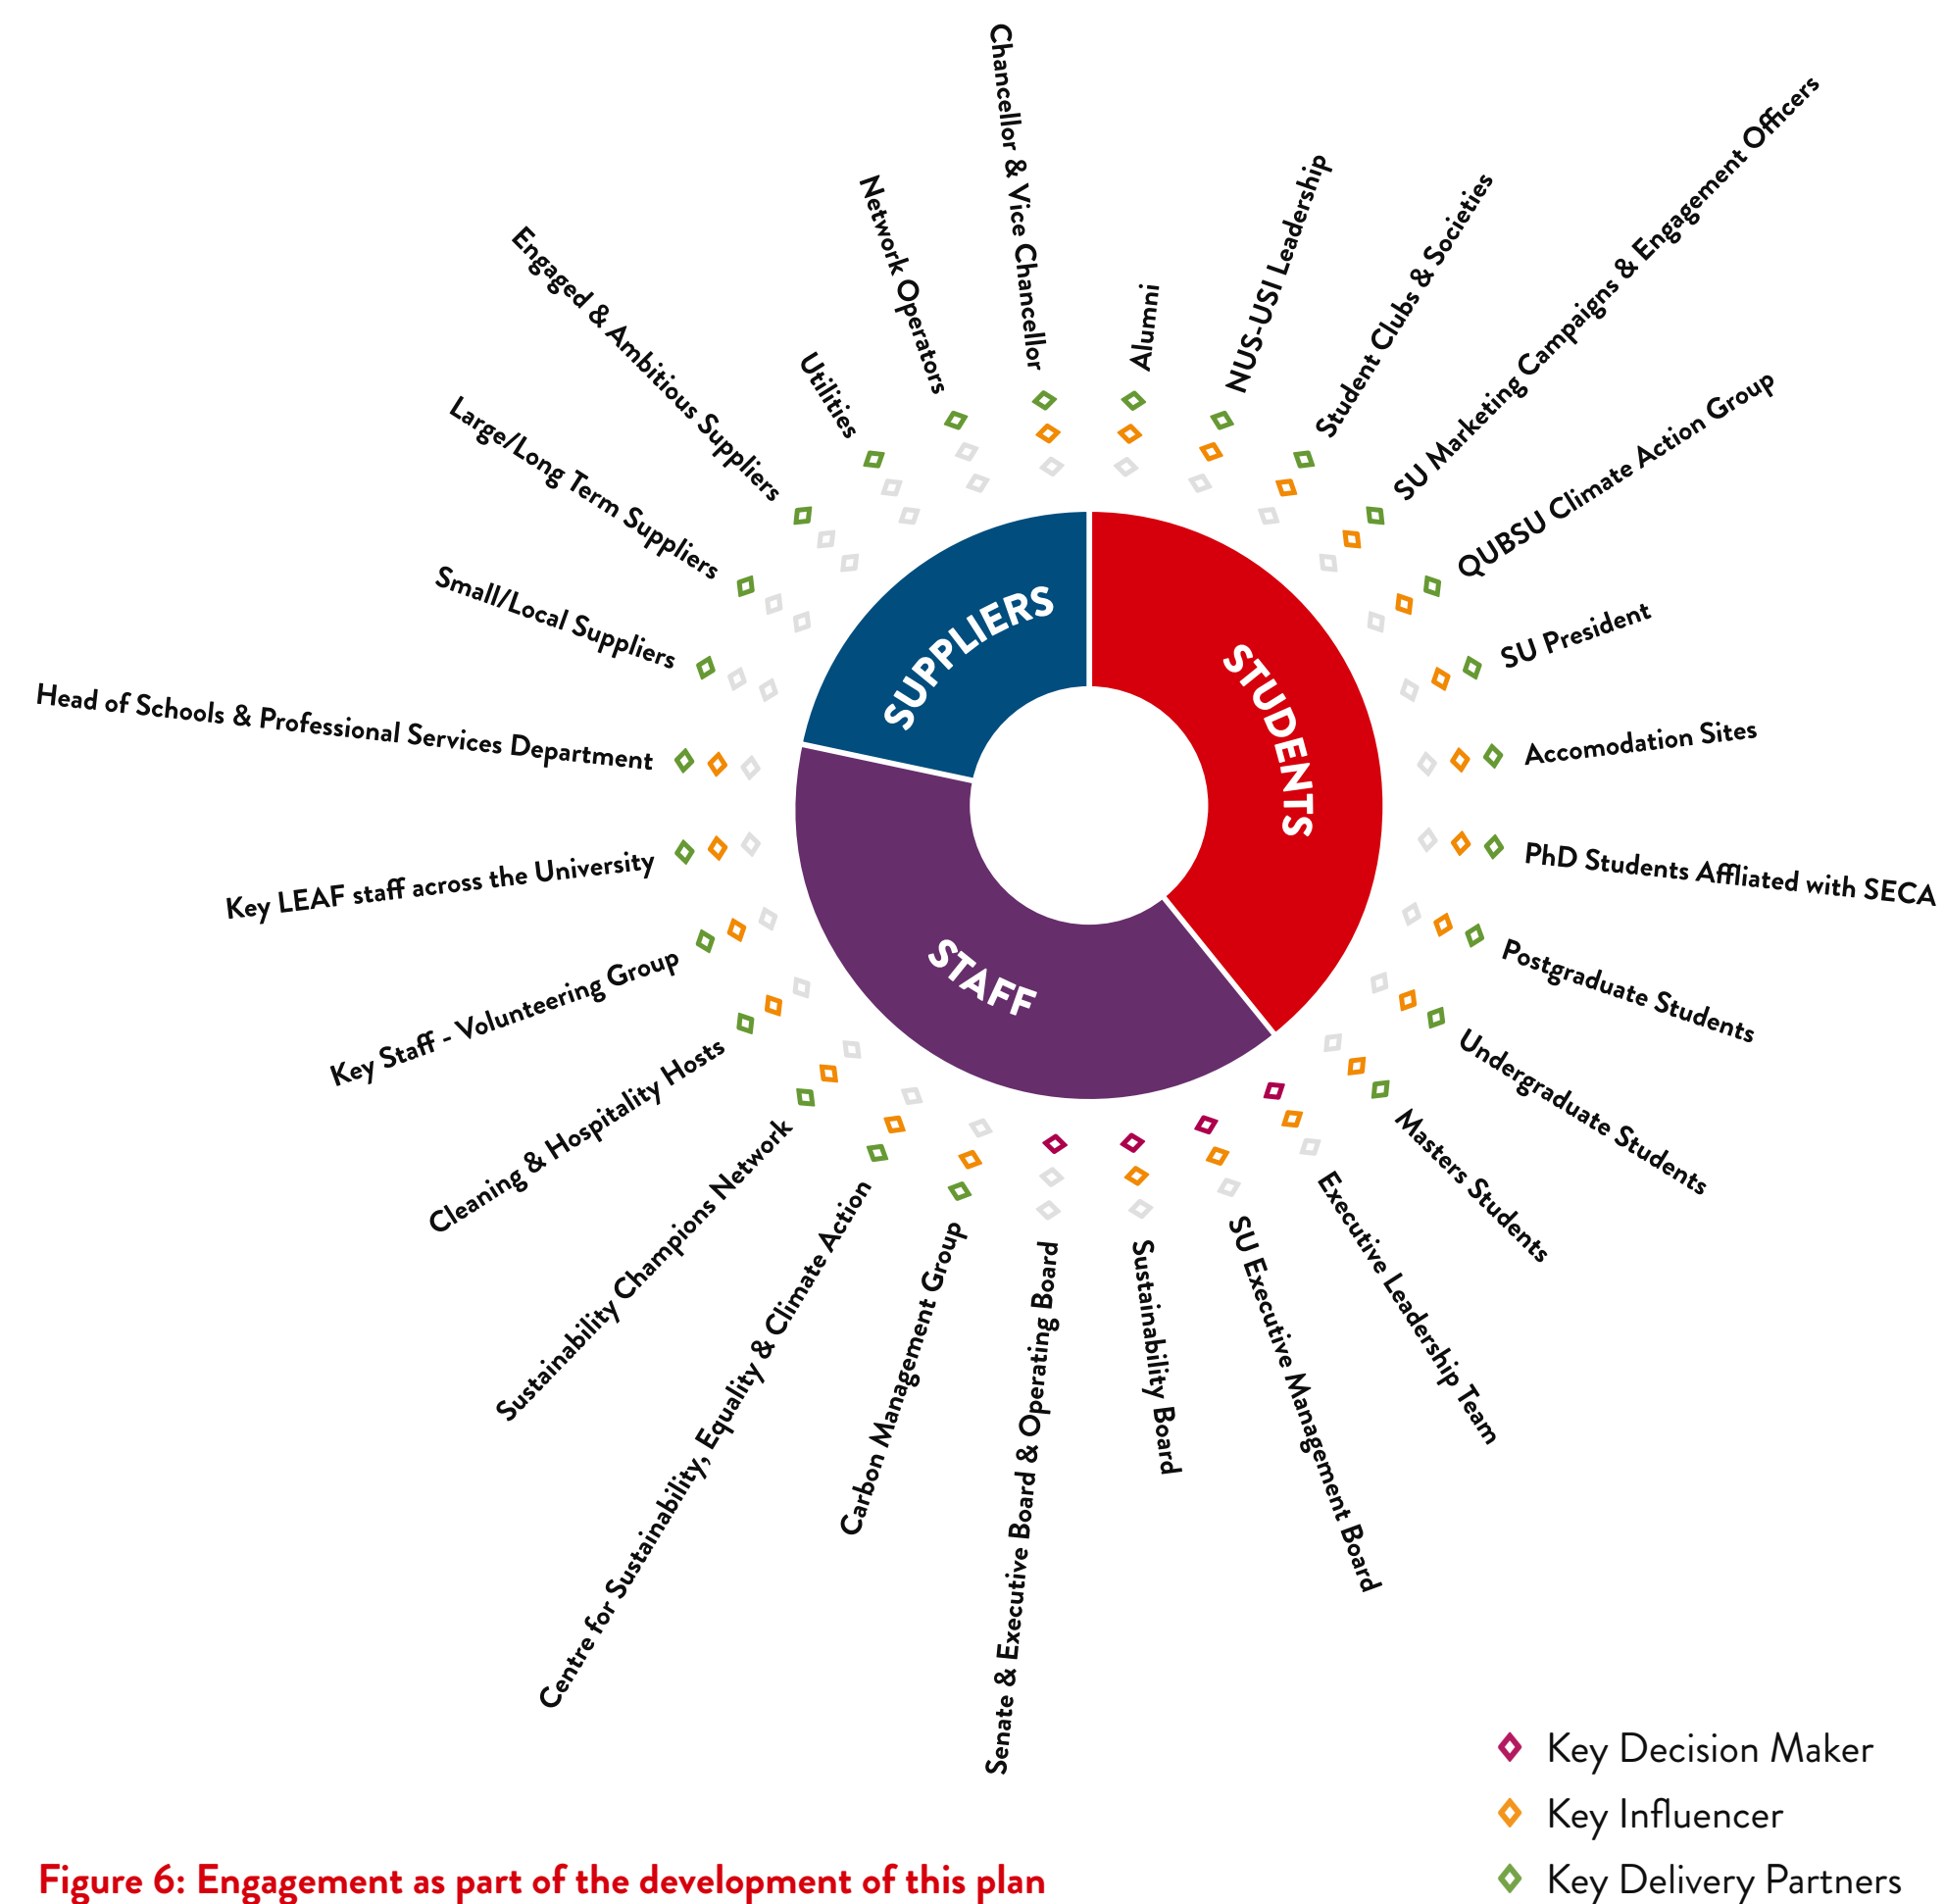 Chancellor & Vice Chancellor
Alumni
NUS-USI Leadership
Student Clubs & Societies
SU Marketing Campaigns & Engagement Officers
QUBSU Climate Action Group
SU President
Accomodation Sites
PhD Students Affliated with SECA
Postgraduate Students
Undergraduate Students
Masters Students
Executive Leadership Team
SU Executive Management Board
Sustainability Board
Senate & Executive Board & Operating Board
Carbon Management Group
Centre for Sustainability, Equality & Climate Action
Sustainability Champions Network
Cleaning & Hospitality Hosts
Key Staff - Volunteering Group
Key LEAF staff across the University
Head of Schools & Professional Services Department
Small/Local Suppliers
Large/Long Term Suppliers
Engaged & Ambitious Suppliers
Utilities
Network Operators
SUPPLIERS
STUDENTS
STAFF
Key Decision Maker
Key Influencer
Key Delivery Partners
Figure 6: Engagement as part of the development of this plan